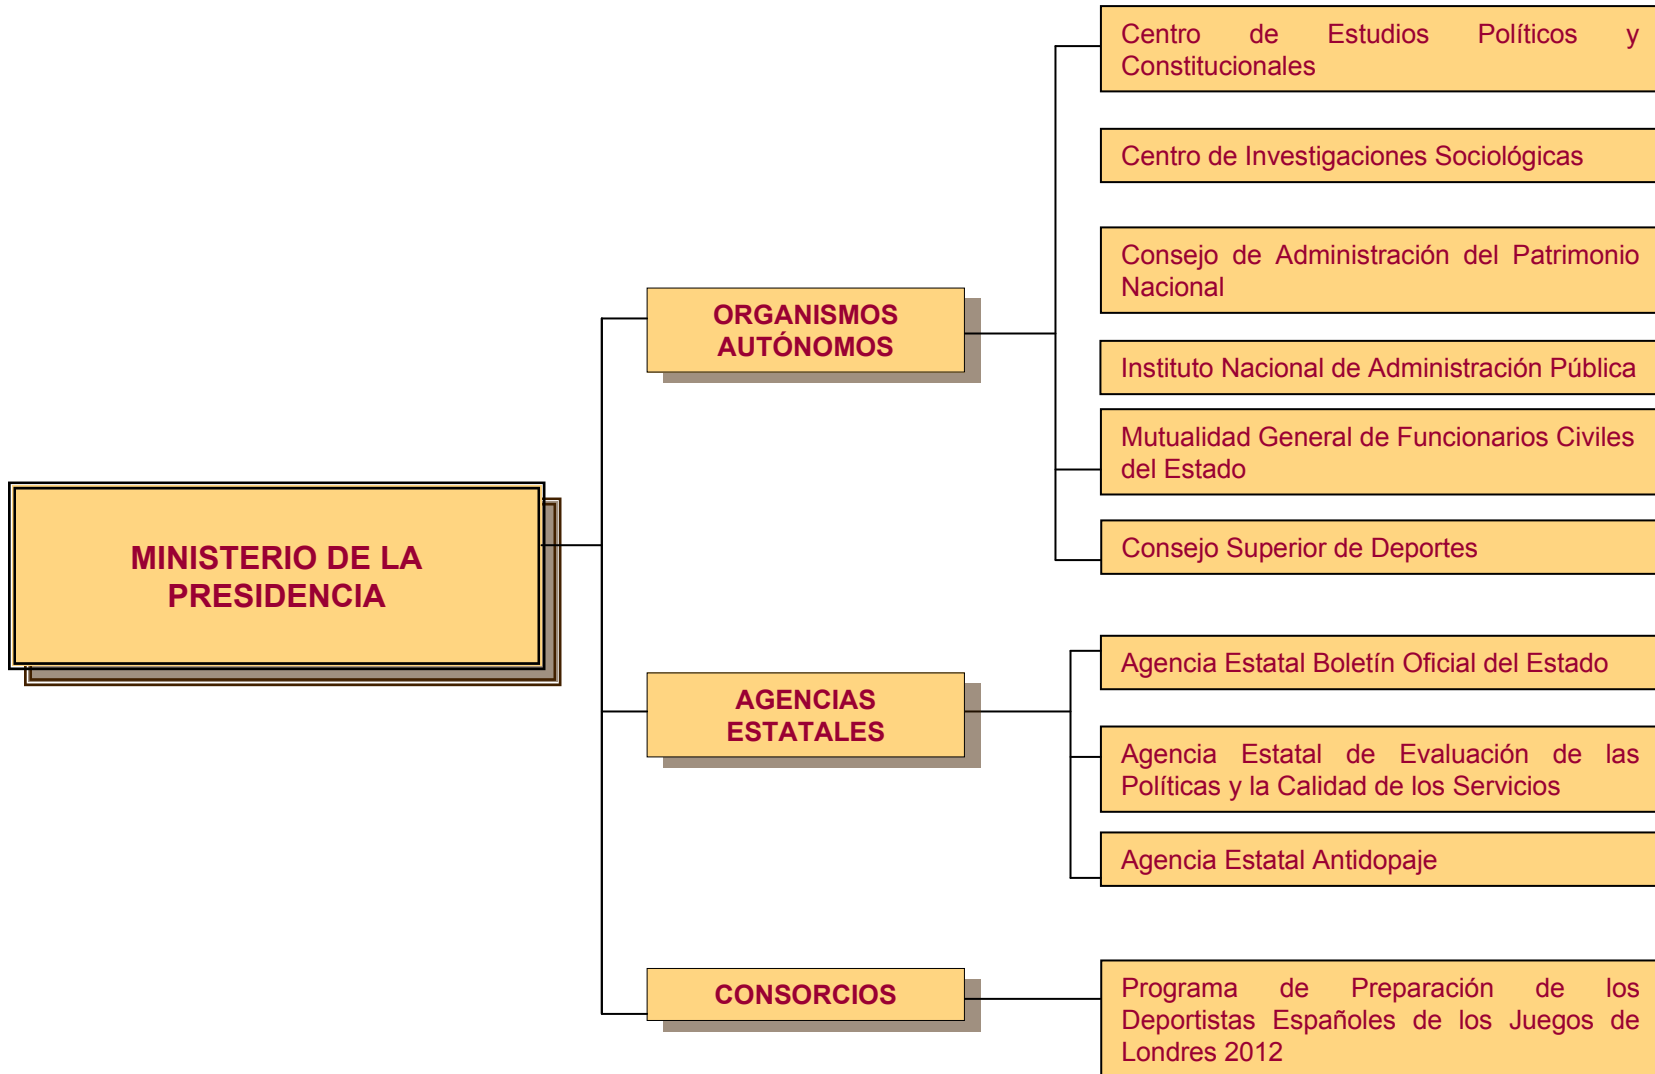 MINISTERIO DE LA
PRESIDENCIA
ORGANISMOS
AUTÓNOMOS
Centro de Estudios Políticos y
Constitucionales
Centro de Investigaciones Sociológicas
Consejo de Administración del Patrimonio
Nacional
Instituto Nacional de Administración Pública
Mutualidad General de Funcionarios Civiles
del Estado
Consejo Superior de Deportes
AGENCIAS
ESTATALES
Agencia Estatal Boletín Oficial del Estado
Agencia Estatal de Evaluación de las
Políticas y la Calidad de los Servicios
Agencia Estatal Antidopaje
CONSORCIOS
Programa de Preparación de los
Deportistas Españoles de los Juegos de
Londres 2012